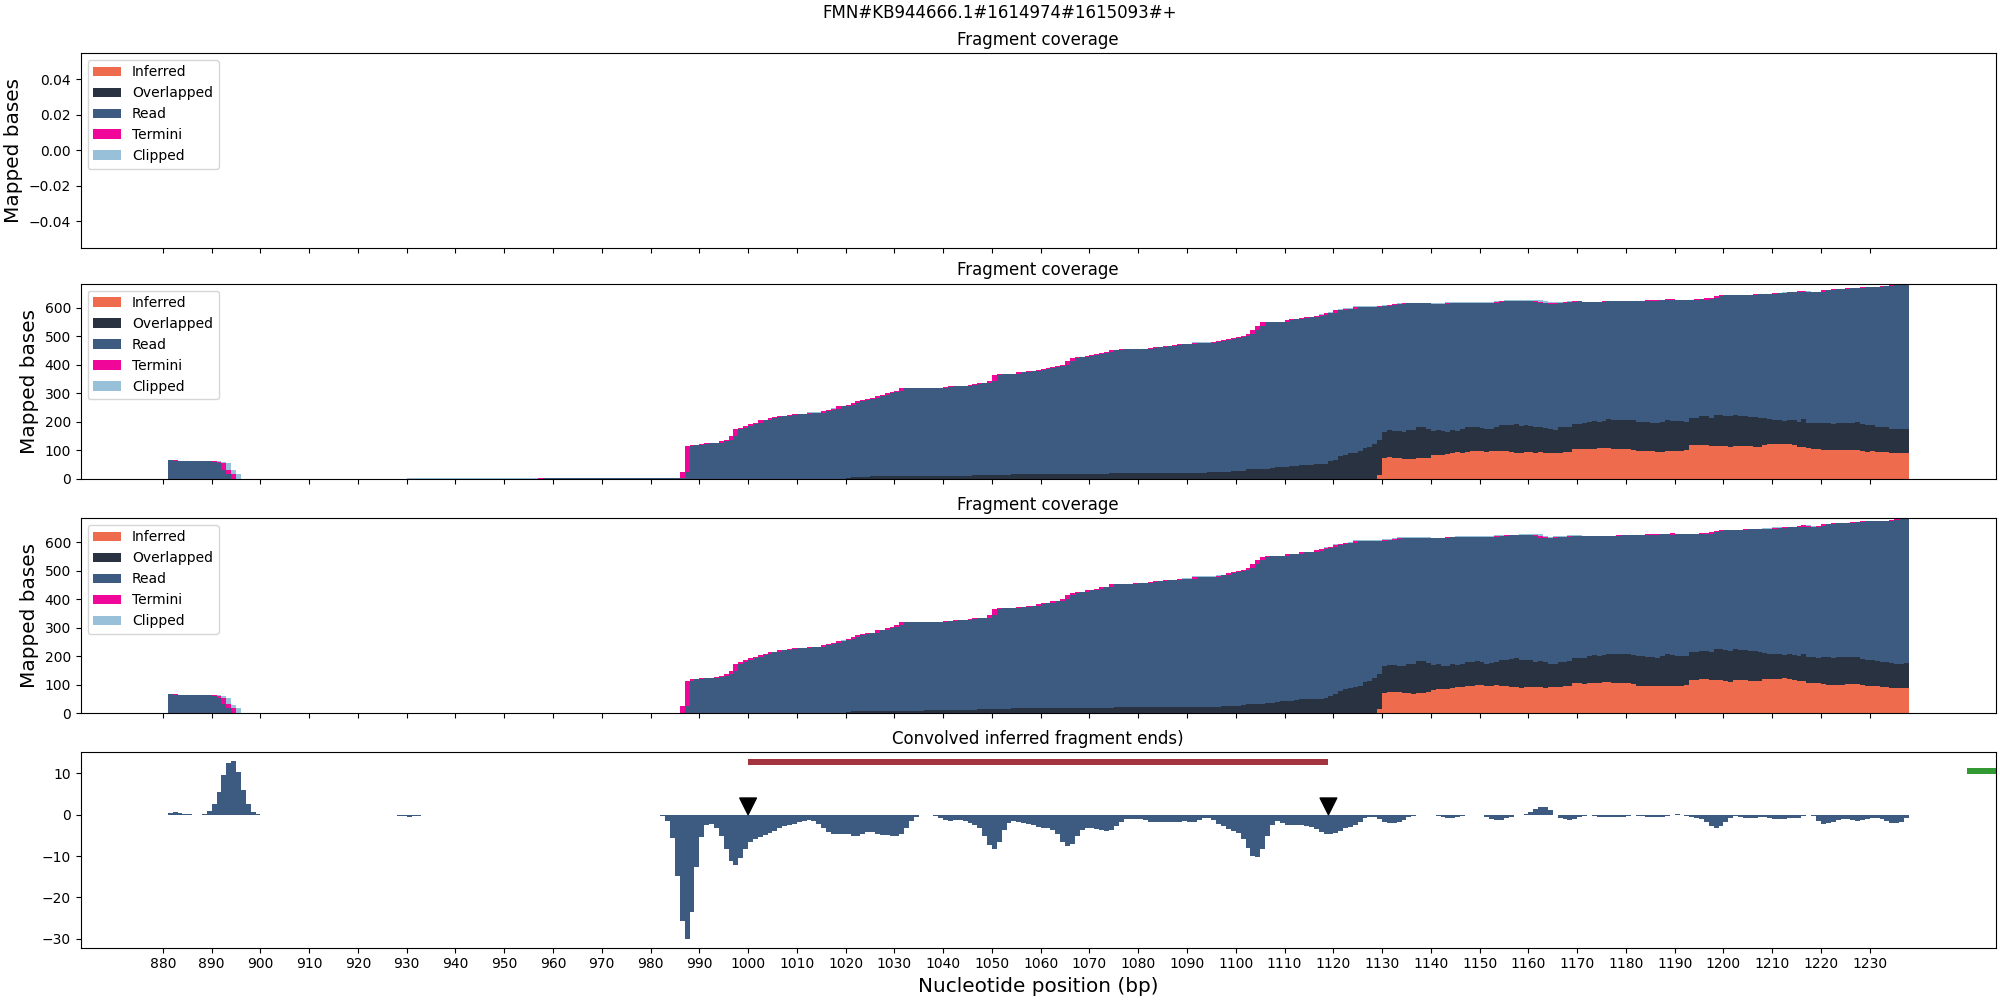 FMN#KB944666.1#1614974#1615093#+
Fragment coverage
Mapped bases
0.04
0.02
0.00
−0.02
−0.04
Inferred
Overlapped
Read
Termini
Clipped
Fragment coverage
Mapped bases
600
500
400
300
200
100
0
Inferred
Overlapped
Read
Termini
Clipped
Fragment coverage
Mapped bases
600
500
400
300
200
100
0
Inferred
Overlapped
Read
Termini
Clipped
Convolved inferred fragment ends)
10
0
−10
−20
−30
880 890 900 910 920 930 940 950 960 970 980 990 1000 1010 1020 1030 1040 1050 1060 1070 1080 1090 1100 1110 1120 1130 1140 1150 1160 1170 1180 1190 1200 1210 1220 1230
Nucleotide position (bp)